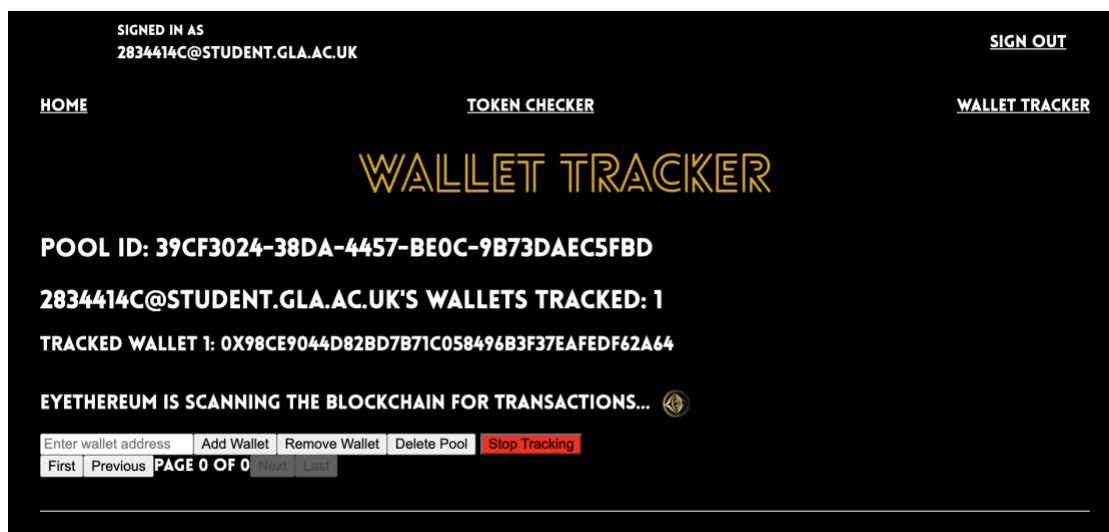 SIGNED IN AS
2834414C@STUDENT.GLA.AC.UK
SIGN OUT
HOME
TOKEN CHECKER
WALLET TRACKER
WALLET TRACKER
POOL ID: 39CF3024-38DA-4457-BE0C-9B73DAEC5FBD
2834414C@STUDENT.GLA.AC.UK'S WALLETS TRACKED: 1
TRACKED WALLET 1: 0X98CE9044D82BD7B71C058496B3F37EAFEDF62A64
EYETHEREUM IS SCANNING THE BLOCKCHAIN FOR TRANSACTIONS...
Enter wallet address Add Wallet Remove Wallet Delete Pool Stop Tracking
First Previous PAGE 0 OF 0 Next Last